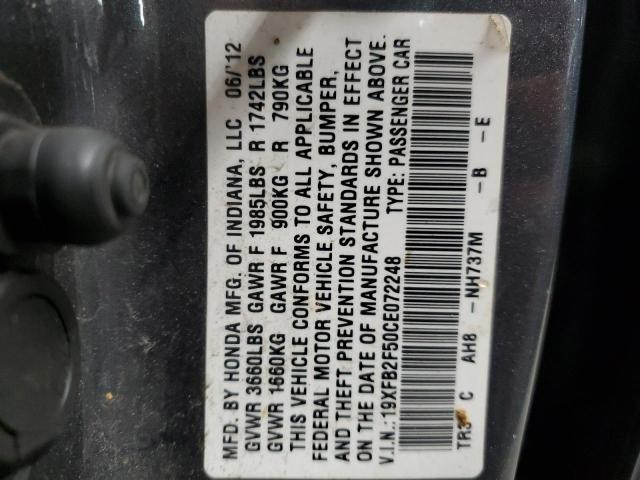 MFD. BY HONDA MFG. OF INDIANA, LLC 06/'12
GVWR 3660LBS GAWR F 1985LBS R 1742LBS
GVWR 1660KG GAWR F 900KG R 790KG
THIS VEHICLE CONFORMS TO ALL APPLICABLE
FEDERAL MOTOR VEHICLE SAFETY, BUMPER,
AND THEFT PREVENTION STANDARDS IN EFFECT
ON THE DATE OF MANUFACTURE SHOWN ABOVE.
V.I.N.:19XFB2F50CE072248 TYPE: PASSENGER CAR
C AH8 - NH737M - B - E